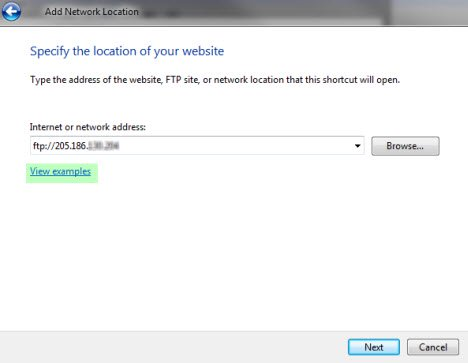 Add Network Location
Specify the location of your website
Type the address of the website, FTP site, or network location that this shortcut will open.
Internet or network address:
ftp://205.186.
Browse...
View examples
Next
Cancel